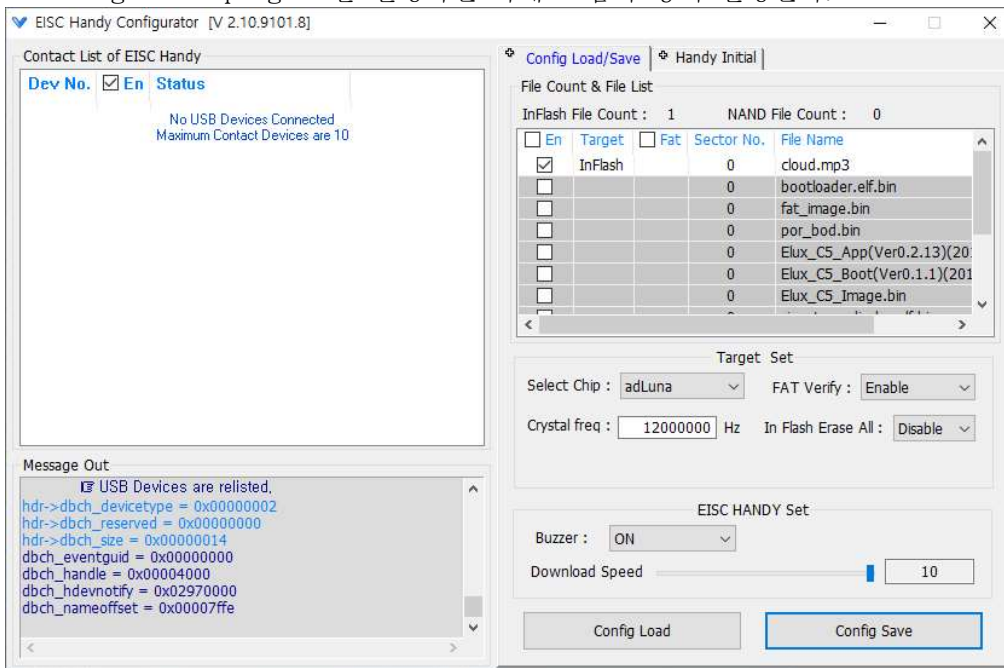 EISC Handy Configurator [V 2.10.9101.8]
Contact List of EISC Handy
Dev No. En Status
No USB Devices Connected
Maximum Contact Devices are 10
Message Out
USB Devices are relisted,
hdr->dbch_devicetype = 0x00000002
hdr->dbch_reserved = 0x00000000
hdr->dbch_size = 0x00000014
dbch_eventguid = 0x00000000
dbch_handle = 0x00004000
dbch_hdevnotify = 0x02970000
dbch_nameoffset = 0x00007ffe
Config Load/Save Handy Initial
File Count & File List
InFlash File Count : 1 NAND File Count : 0
En Target Fat Sector No. File Name
InFlash 0 cloud.mp3
0 bootloader.elf.bin
0 fat_image.bin
0 por_bod.bin
0 Elux_C5_App(Ver0.2.13)(20
0 Elux_C5_Boot(Ver0.1.1)(201
0 Elux_C5_Image.bin
Target Set
Select Chip : adLuna FAT Verify : Enable
Crystal freq : 12000000 Hz In Flash Erase All : Disable
EISC HANDY Set
Buzzer : ON
Download Speed 10
Config Load Config Save